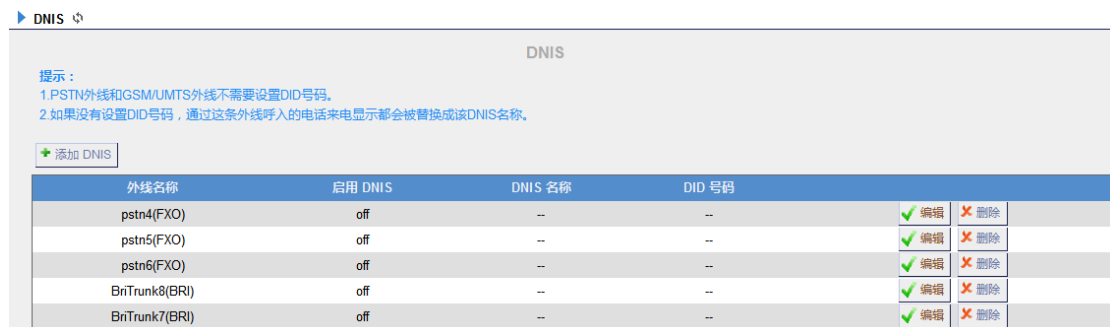 DNIS
DNIS
提示：
1.PSTN外线和GSM/UMTS外线不需要设置DID号码。
2.如果没有设置DID号码，通过这条外线呼入的电话来电显示都会被替换成该DNIS名称。
添加 DNIS
外线名称 启用 DNIS DNIS 名称 DID 号码
pstn4(FXO) off -- -- 编辑 删除
pstn5(FXO) off -- -- 编辑 删除
pstn6(FXO) off -- -- 编辑 删除
BriTrunk8(BRI) off -- -- 编辑 删除
BriTrunk7(BRI) off -- -- 编辑 删除